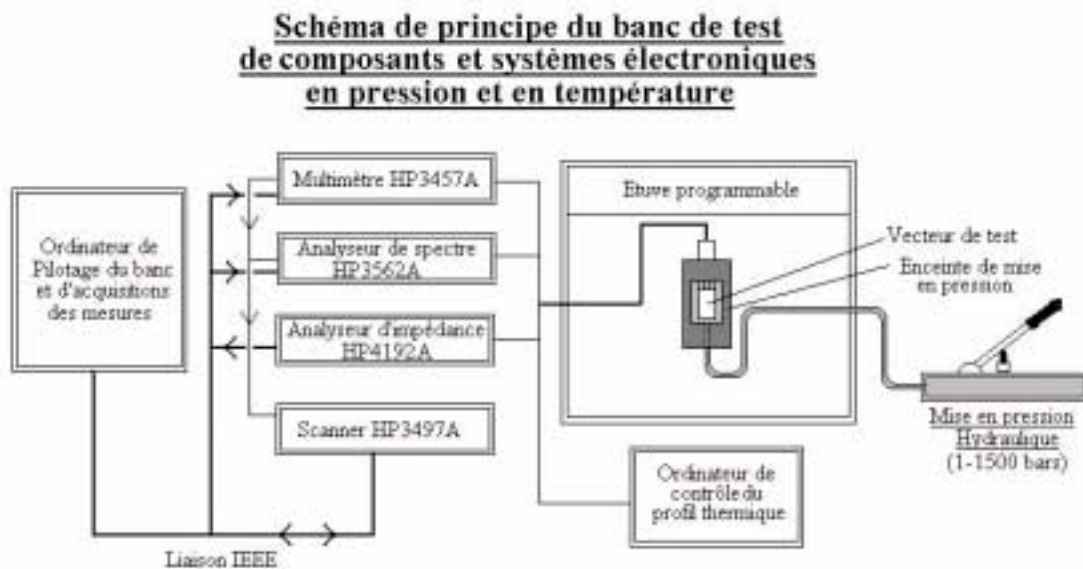 Schéma de principe du banc de test
de composants et systèmes électroniques
en pression et en température
Multimètre HP3457A
Ordinateur de
Pilotage du banc
et d'acquisitions
des mesures
Analyseur de spectre
HP3562A
Analyseur d'impédance
HP4192A
Scanner HP3497A
Liaison IEEE
Etuve programmable
Vecteur de test
Enceinte de mise
en pression
Mise en pression
Hydraulique
(1-1500 bars)
Ordinateur de
contrôle du
profil thermique